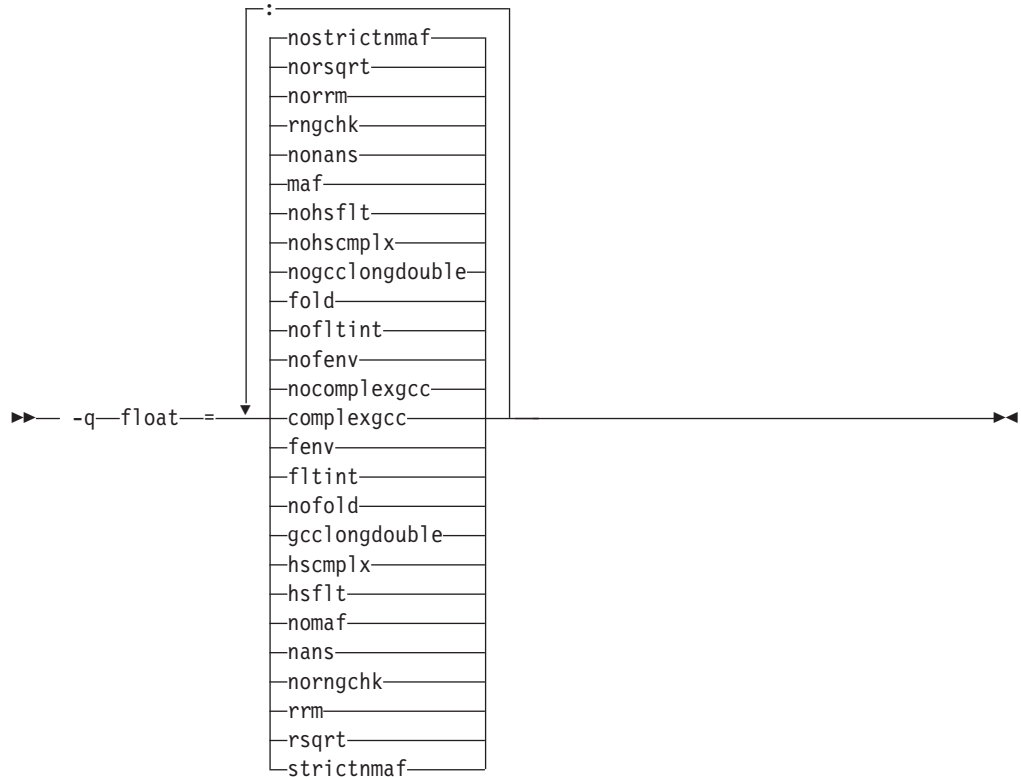 :
nostrictnmaf
norsqrt
norrm
rngchk
nonans
maf
nohsflt
nohscmplx
nogcclongdouble
fold
nofltint
nofenv
nocomplexgcc
-q float = complexgcc
fenv
fltint
nofold
gcclongdouble
hscmplx
hsflt
nomaf
nans
norngchk
rrm
rsqrt
strictnmaf